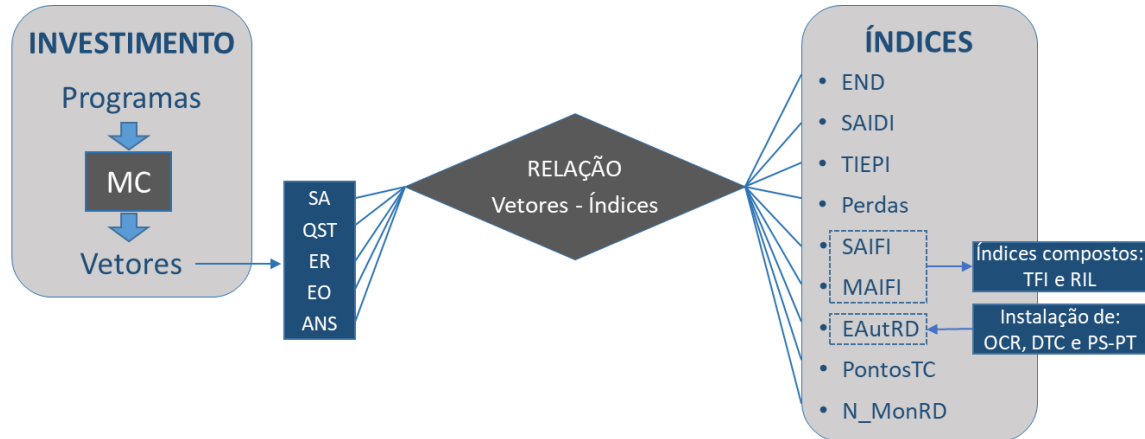 INVESTIMENTO
Programas
MC
Vetores
SA
QST
ER
EO
ANS
RELAÇÃO
Vetores - Índices
ÍNDICES
• END
• SAIDI
• TIEPI
• Perdas
• SAIFI
• MAIFI
• EAutRD
• PontosTC
• N_MonRD
Índices compostos:
TFI e RIL
Instalação de:
OCR, DTC e PS-PT